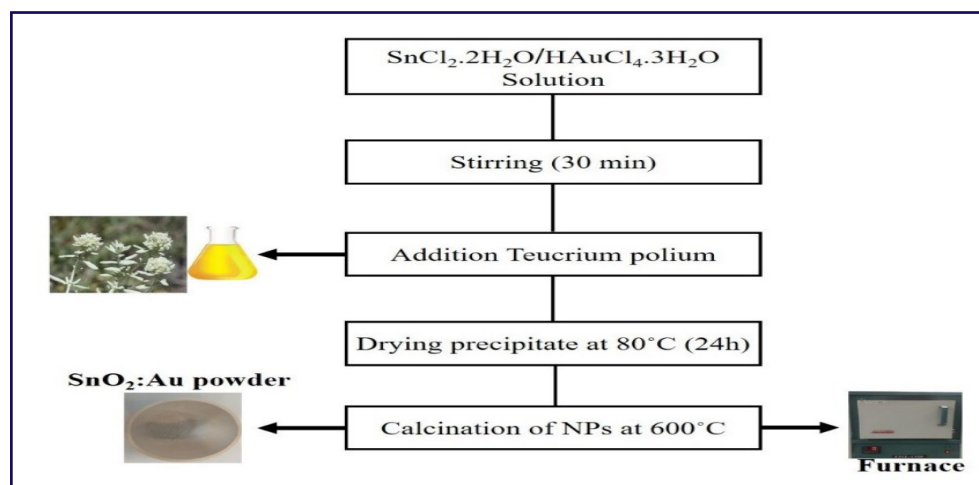 SnCl₂.2H₂O/HAuCl₄.3H₂O
Solution
Stirring (30 min)
Addition Teucrium polium
Drying precipitate at 80˚C (24h)
SnO₂:Au powder
Calcination of NPs at 600˚C
Furnace